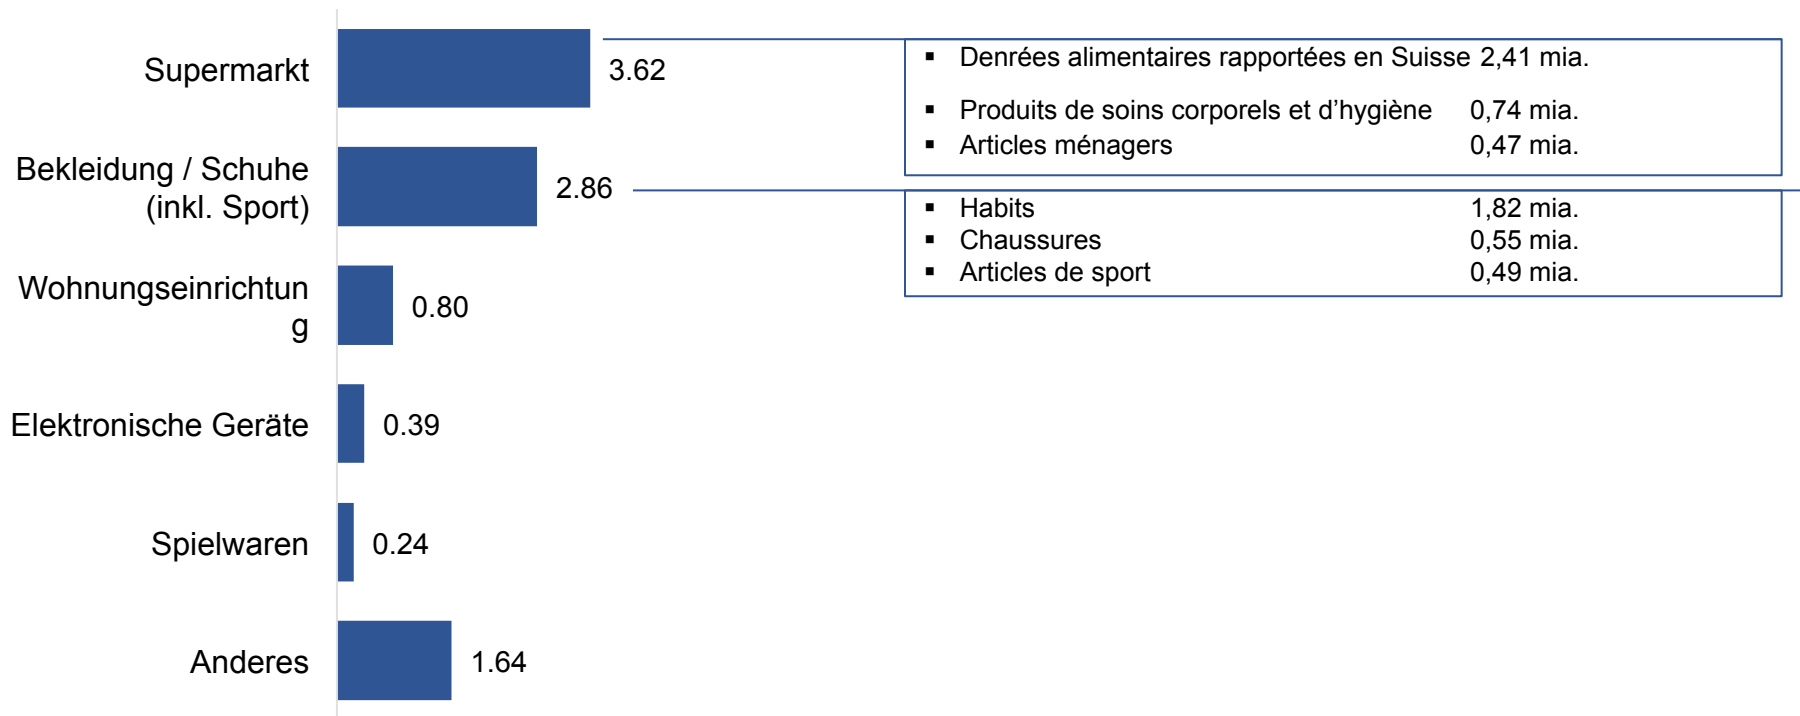 Supermarkt
3.62
▪ Denrées alimentaires rapportées en Suisse 2,41 mia.
▪ Produits de soins corporels et d’hygiène 0,74 mia.
▪ Articles ménagers 0,47 mia.
Bekleidung / Schuhe
(inkl. Sport)
2.86
▪ Habits 1,82 mia.
▪ Chaussures 0,55 mia.
▪ Articles de sport 0,49 mia.
Wohnungseinrichtun
g
0.80
Elektronische Geräte
0.39
Spielwaren
0.24
Anderes
1.64